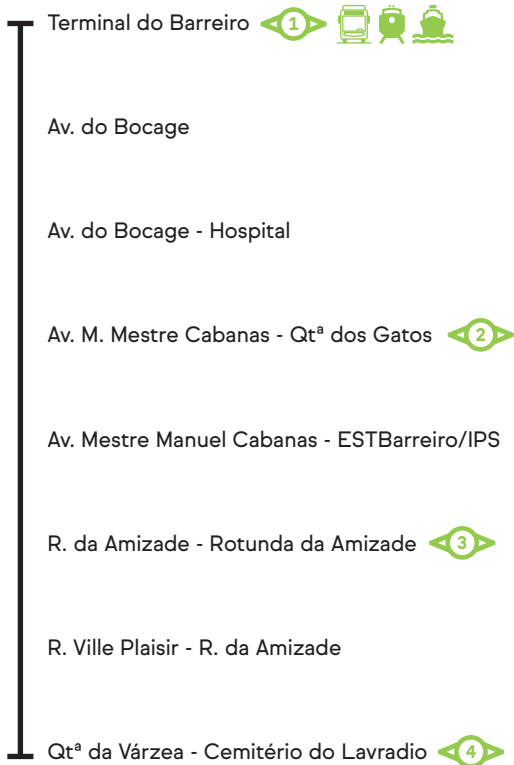 Terminal do Barreiro 1
Av. do Bocage
Av. do Bocage - Hospital
Av. M. Mestre Cabanas - Qtª dos Gatos 2
Av. Mestre Manuel Cabanas - ESTBarreiro/IPS
R. da Amizade - Rotunda da Amizade 3
R. Ville Plaisir - R. da Amizade
Qtª da Várzea - Cemitério do Lavradio 4